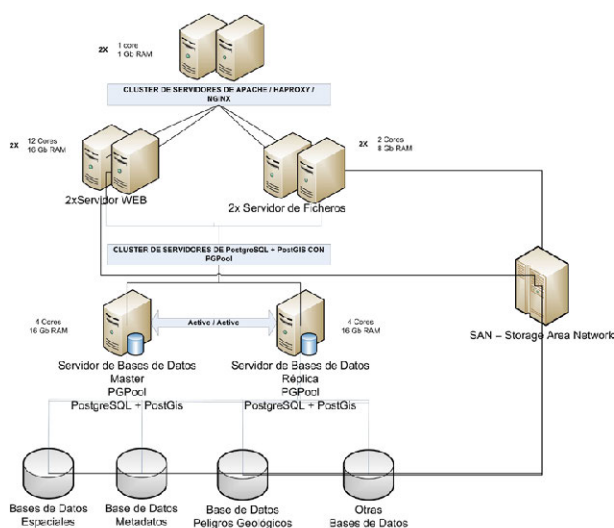 2X
1 core
1 Gb RAM
CLUSTER DE SERVIDORES DE APACHE / HAPROXY /
NGINX
2X
12 Cores
16 Gb RAM
2X
2 Cores
8 Gb RAM
2xServidor WEB
2x Servidor de Ficheros
CLUSTER DE SERVIDORES DE PostgreSQL + PostGIS CON
PGPool
4 Cores
16 Gb RAM
Active / Active
4 Cores
16 Gb RAM
SAN – Storage Area Network
Servidor de Bases de Datos
Master
PGPool
PostgreSQL + PostGis
Servidor de Bases de Datos
Réplica
PGPool
PostgreSQL + PostGis
Bases de Datos
Espaciales
Base de Datos
Metadatos
Base de Datos
Peligros Geológicos
Otras
Bases de Datos